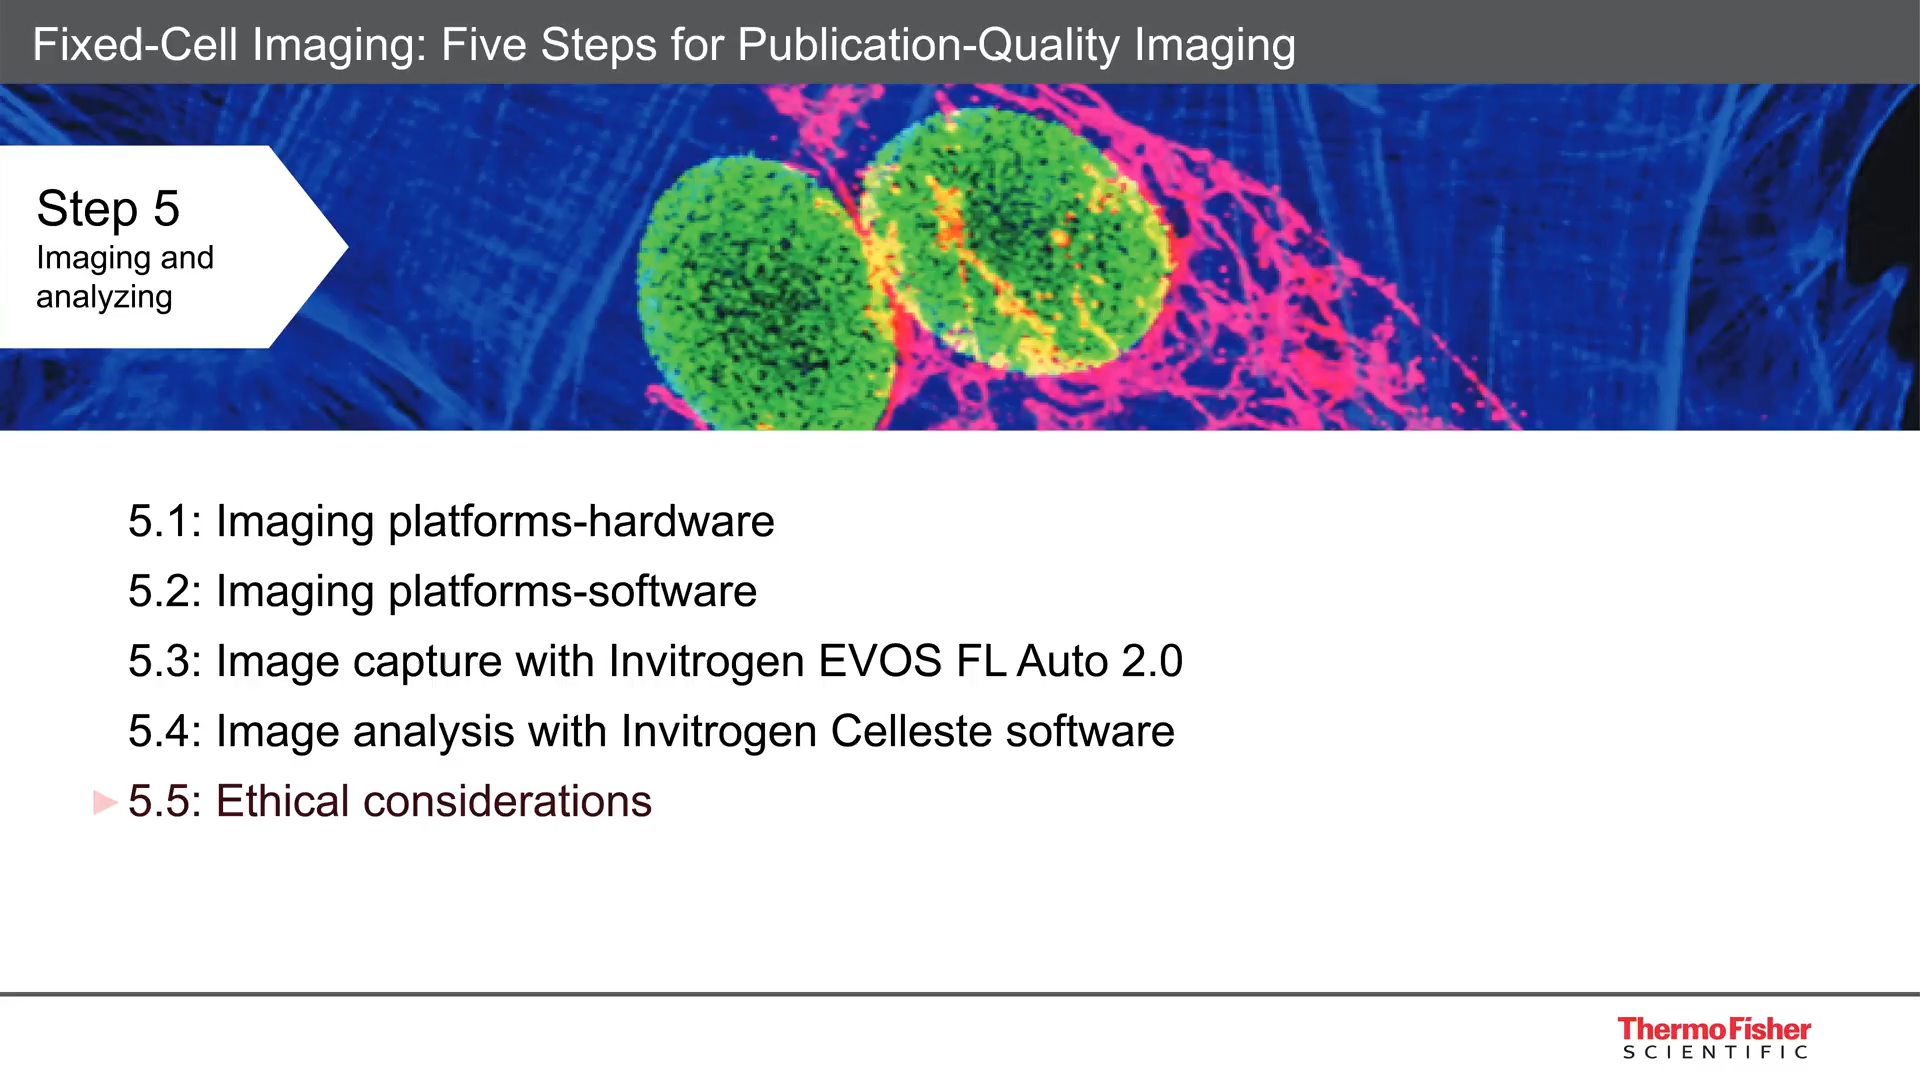 Fixed-Cell Imaging: Five Steps for Publication-Quality Imaging
Step 5
Imaging and
analyzing
5.1: Imaging platforms-hardware
5.2: Imaging platforms-software
5.3: Image capture with Invitrogen EVOS FL Auto 2.0
5.4: Image analysis with Invitrogen Celleste software
5.5: Ethical considerations
ThermoFisher
SCIENTIFIC